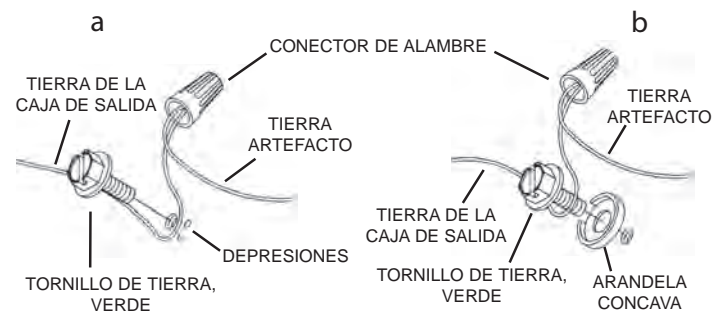 a
b
CONECTOR DE ALAMBRE
TIERRA DE LA
CAJA DE SALIDA
TIERRA
ARTEFACTO
DEPRESIONES
TORNILLO DE TIERRA,
VERDE
TIERRA
ARTEFACTO
TIERRA DE LA
CAJA DE SALIDA
TORNILLO DE TIERRA,
VERDE
ARANDELA
CONCAVA